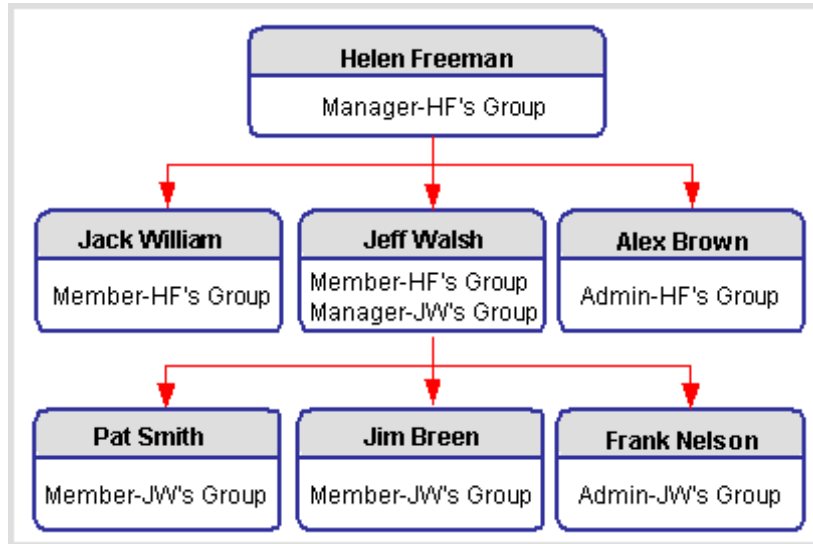 Helen Freeman
Manager-HF's Group
Jack William
Member-HF's Group
Jeff Walsh
Member-HF's Group
Manager-JW's Group
Alex Brown
Admin-HF's Group
Pat Smith
Member-JW's Group
Jim Breen
Member-JW's Group
Frank Nelson
Admin-JW's Group